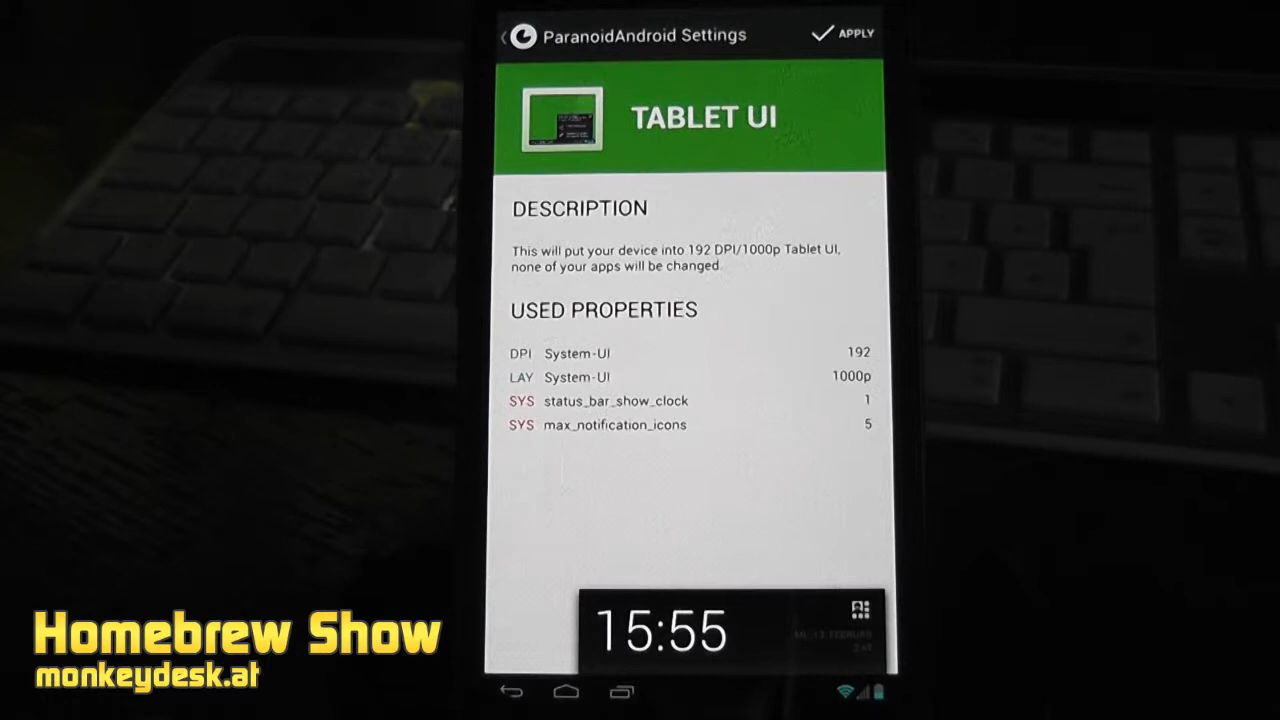 ParanoidAndroid Settings
APPLY
TABLET UI
DESCRIPTION
This will put your device into 192 DPI/1000p Tablet UI,
none of your apps will be changed
USED PROPERTIES
DPI System-UI 192
LAY System-UI 1000p
SYS status_bar_show_clock 1
SYS max_notification_icons 5
15:55
Homebrew Show
monkeydesk.at